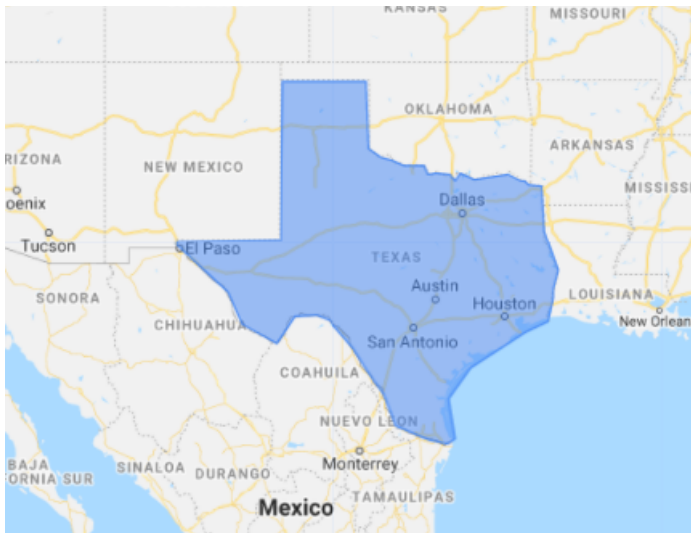 KANSAS
MISSOURI
OKLAHOMA
ARKANSAS
ARIZONA
NEW MEXICO
oenix
MISSISSI
Dallas
Tucson
El Paso
TEXAS
SONORA
Austin
Houston
LOUISIANA
New Orlean
CHIHUAHUA
San Antonio
COAHUILA
NUEVO LEON
Monterrey
BAJA
ORNIA SUR
SINALOA
DURANGO
TAMAULIPAS
Mexico